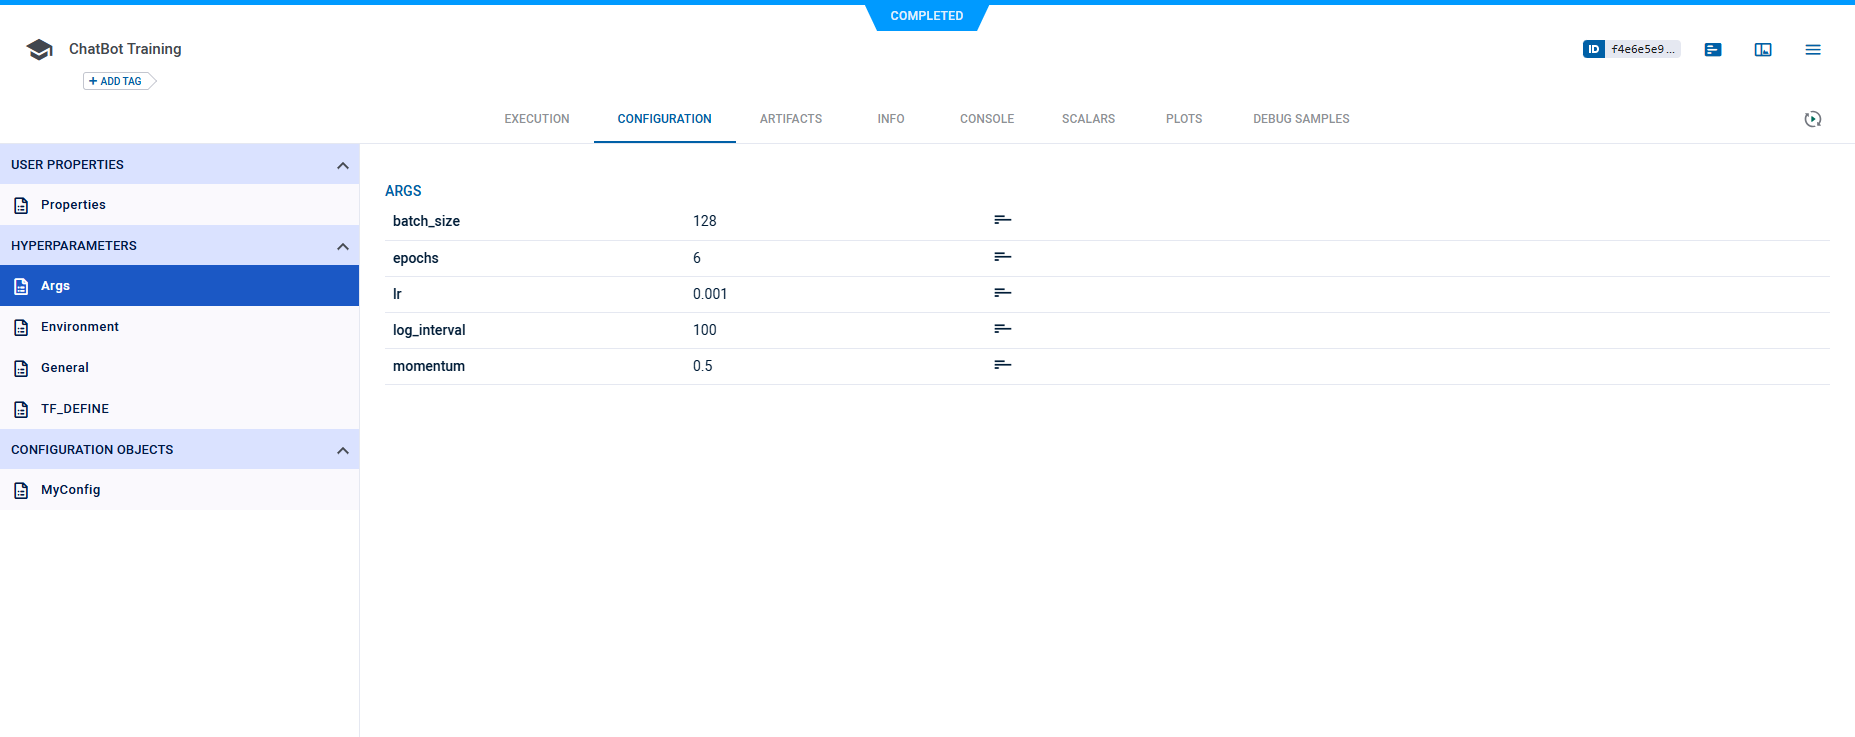 COMPLETED
ChatBot Training
ID f4e6e5e9...
+ ADD TAG
EXECUTION CONFIGURATION ARTIFACTS INFO CONSOLE SCALARS PLOTS DEBUG SAMPLES
USER PROPERTIES
Properties
HYPERPARAMETERS
Args
Environment
General
TF_DEFINE
CONFIGURATION OBJECTS
MyConfig
ARGS
batch_size 128
epochs 6
lr 0.001
log_interval 100
momentum 0.5